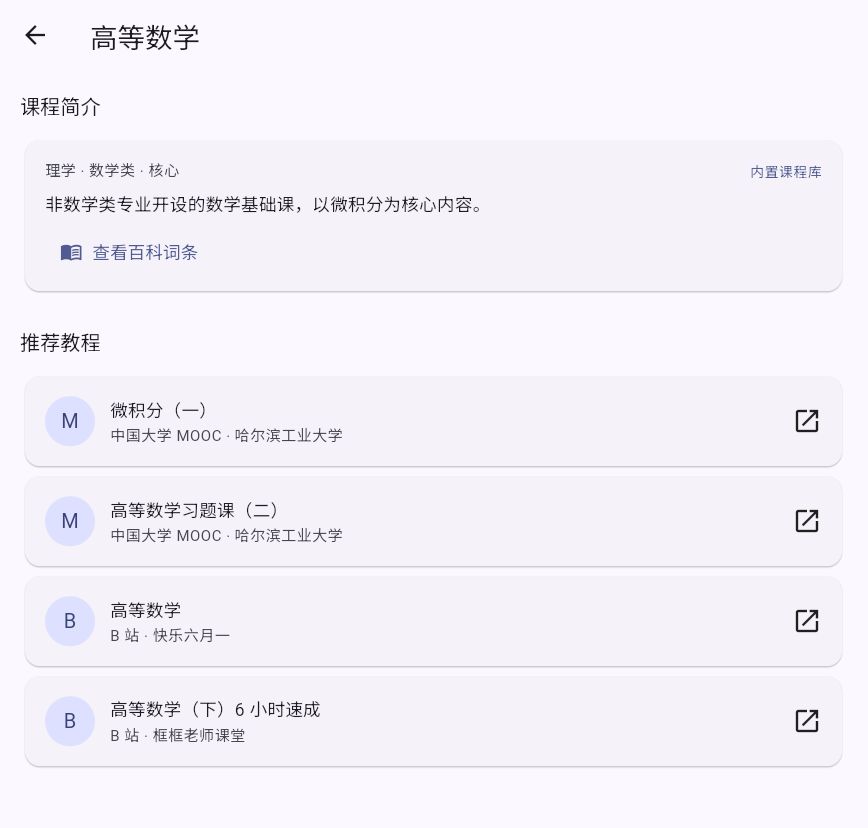 高等数学
课程简介
理学 · 数学类 · 核心
内置课程库
非数学类专业开设的数学基础课，以微积分为核心内容。
查看百科词条
推荐教程
M
微积分（一）
中国大学 MOOC · 哈尔滨工业大学
M
高等数学习题课（二）
中国大学 MOOC · 哈尔滨工业大学
B
高等数学
B 站 · 快乐六月一
B
高等数学（下）6 小时速成
B 站 · 框框老师课堂